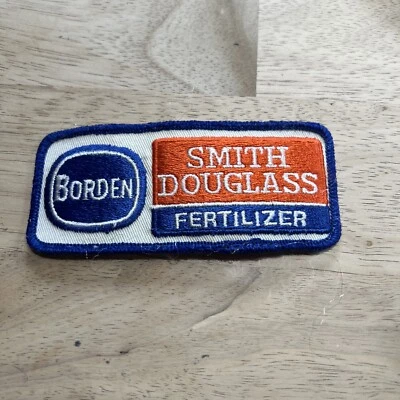 BORDEN
SMITH
DOUGLASS
FERTILIZER